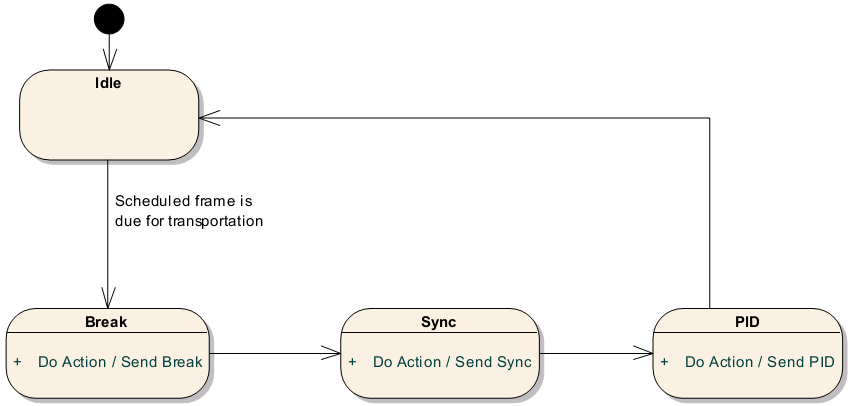 Idle
Scheduled frame is
due for transportation
Break
+ Do Action / Send Break
Sync
+ Do Action / Send Sync
PID
+ Do Action / Send PID